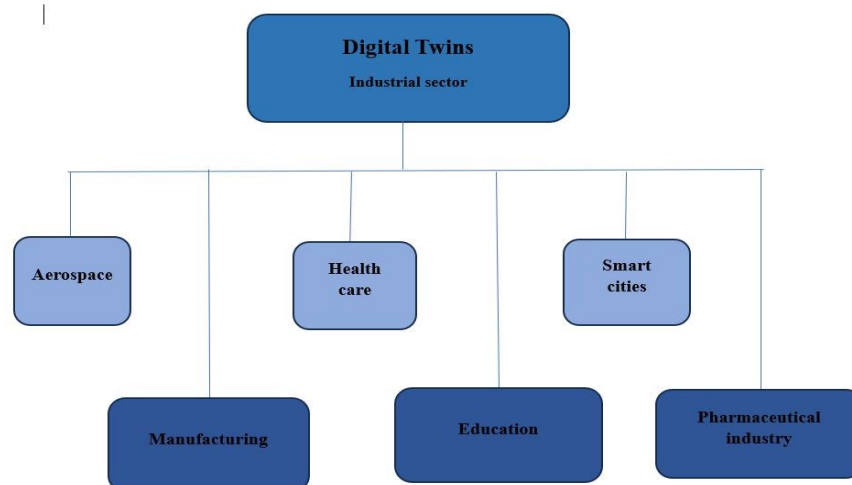 Digital Twins
Industrial sector
Aerospace
Health
care
Smart
cities
Manufacturing
Education
Pharmaceutical
industry